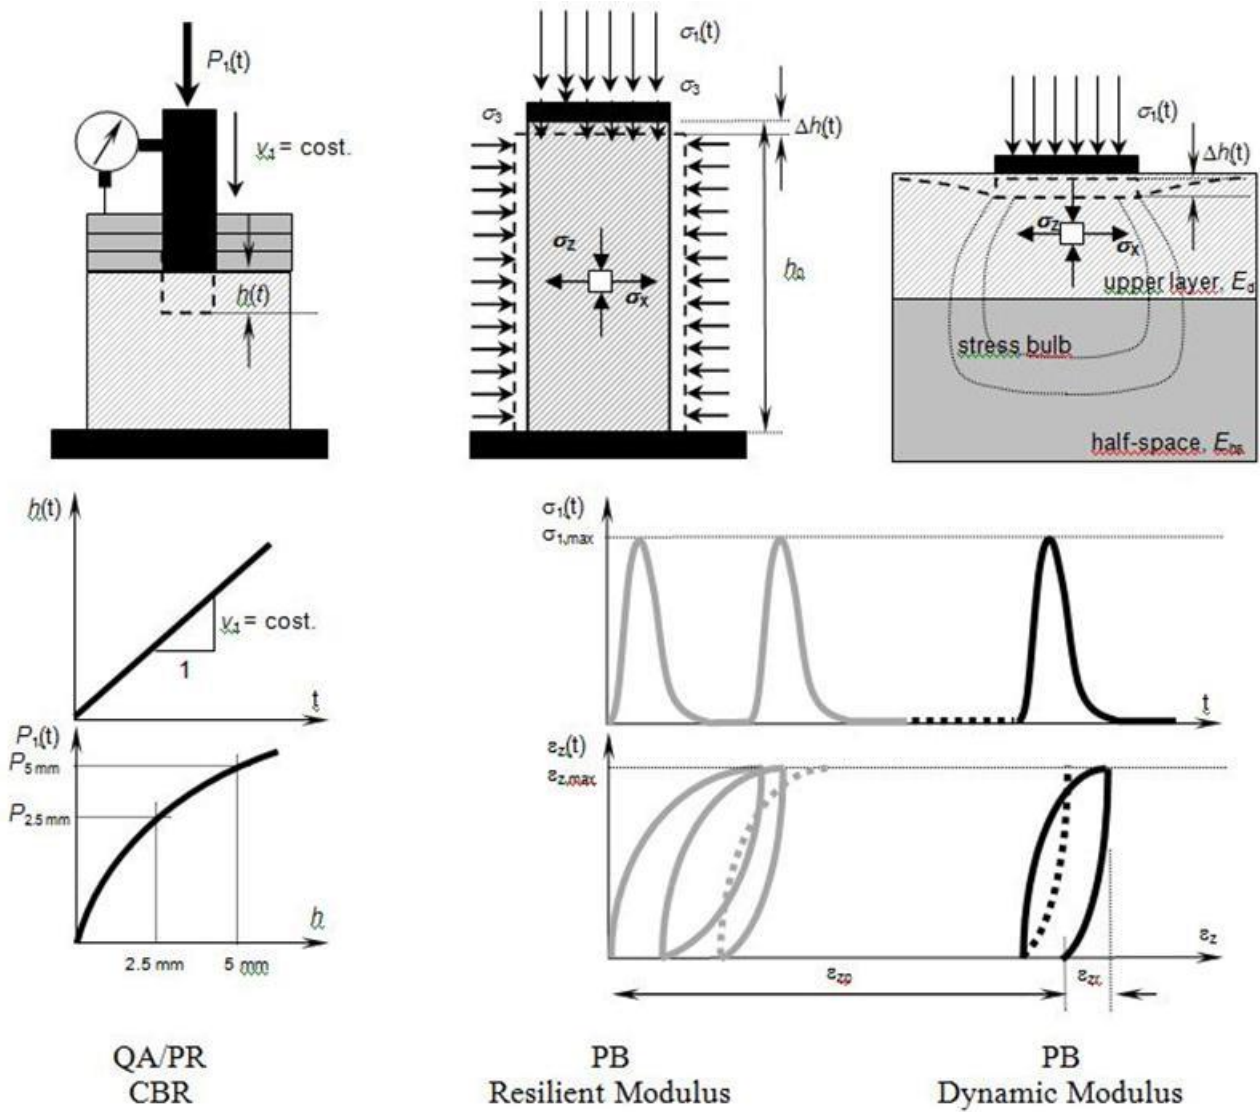 P₁(t)
v₁ = cost.
h(t)
σ₁(t)
σ₃
σ₃
Δh(t)
σz
σx
h₀
σ₁(t)
Δh(t)
σz
σx
upper layer, E_d
stress bulb
half-space, E_hs
h(t)
v₁ = cost.
1
t
P₁(t)
P₅ mm
P₂.₅ mm
h
2.5 mm
5 mm
σ₁(t)
σ₁,max
t
εz(t)
εz,max
εz
εzp
εzr
QA/PR
CBR
PB
Resilient Modulus
PB
Dynamic Modulus